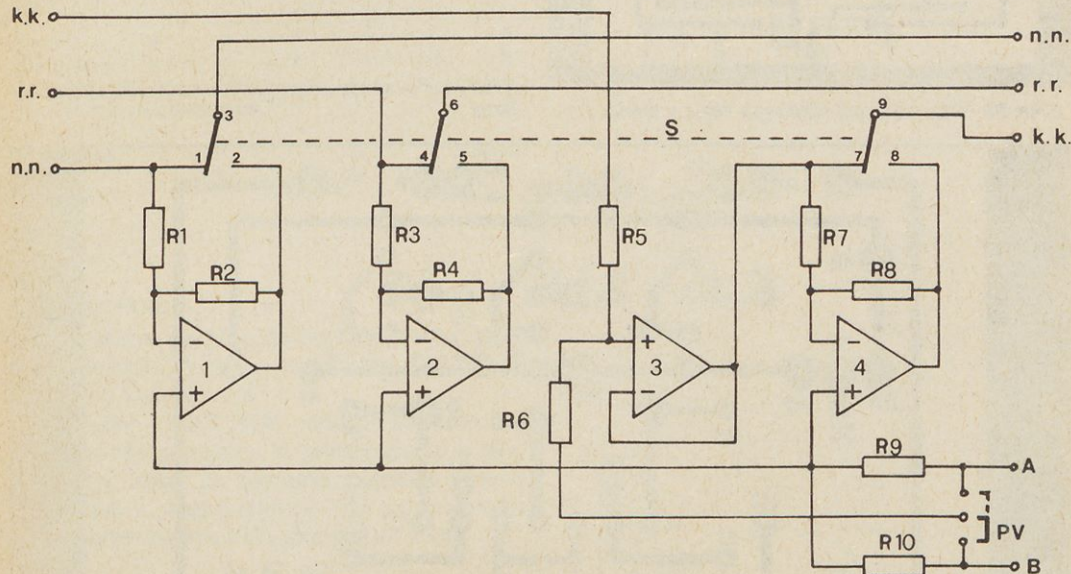 k.k.
n.n.
r.r.
r.r.
3
6
9
S
k.k.
n.n.
1
2
4
5
7
8
R1
R3
R5
R7
R2
R4
R8
-
1
+
-
2
+
+
3
-
-
4
+
R6
R9
A
PV
R10
B